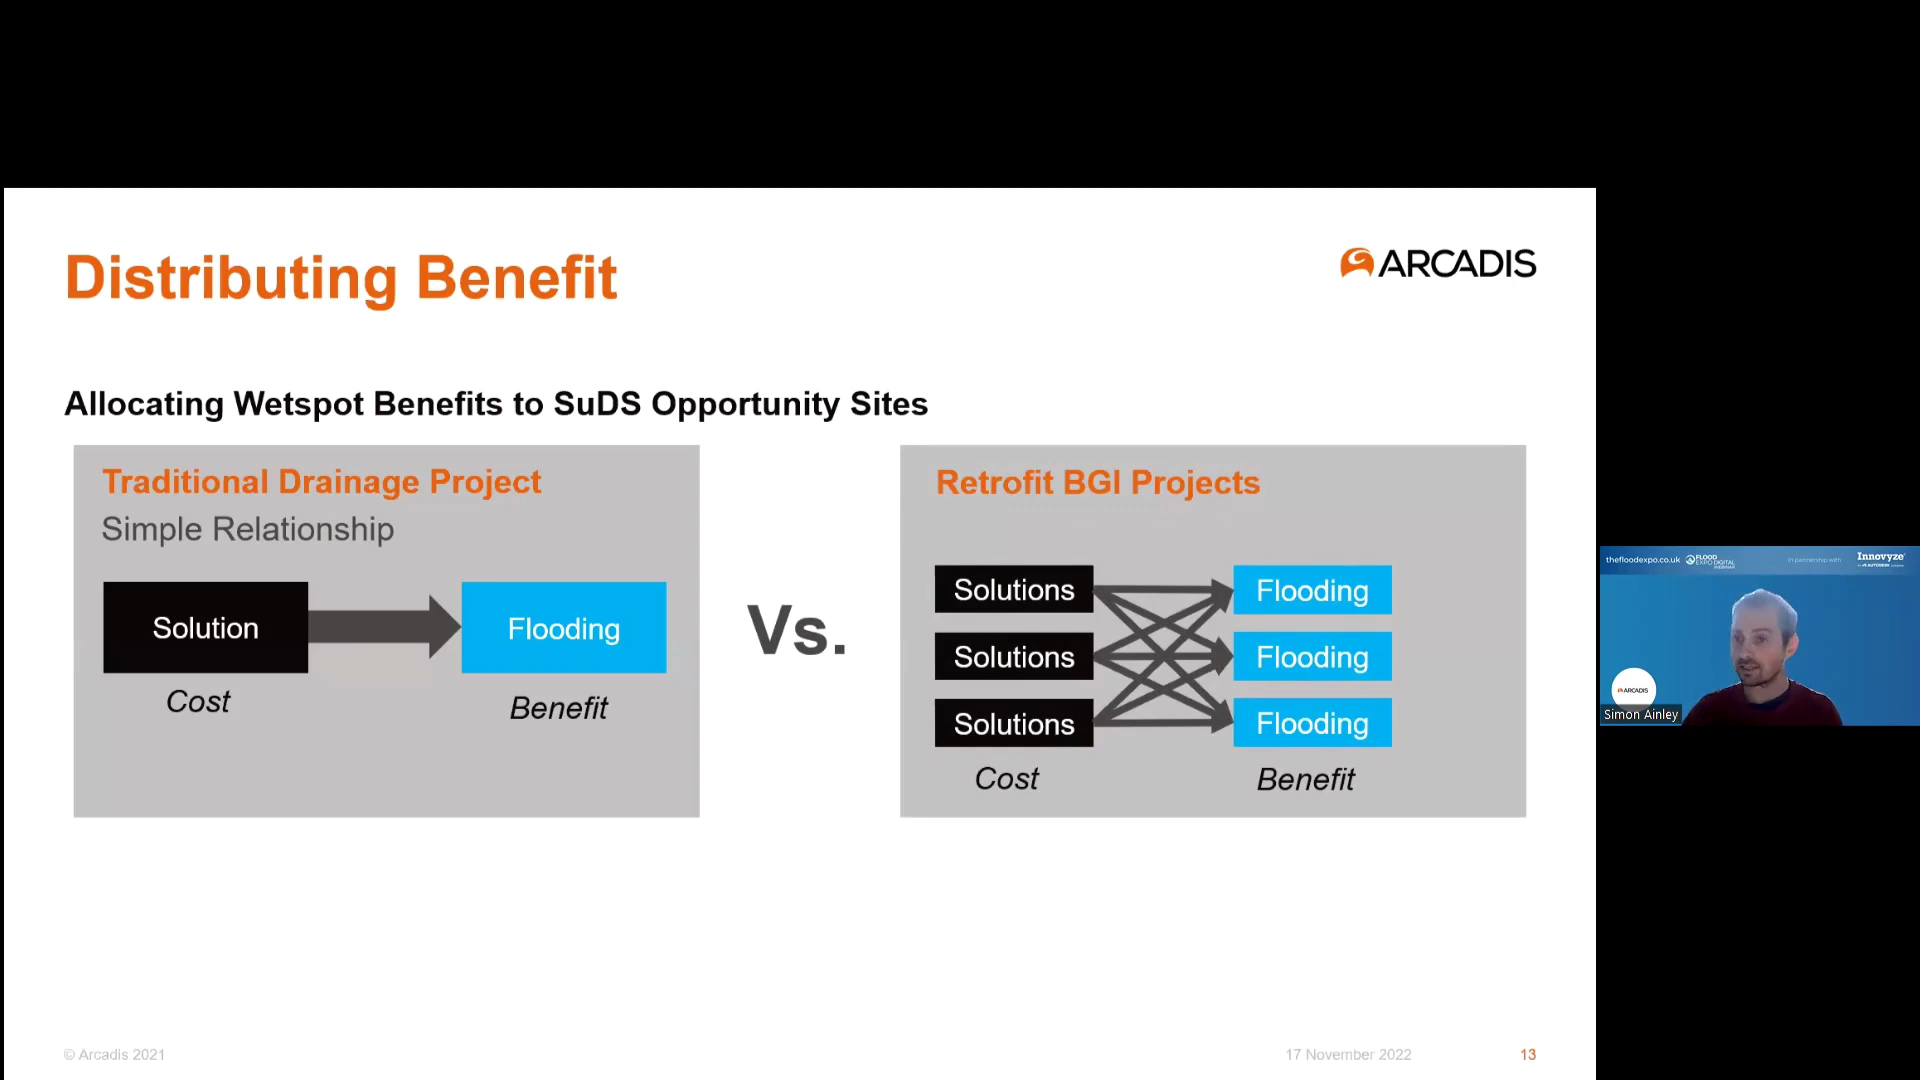 Distributing Benefit
ARCADIS
Allocating Wetspot Benefits to SuDS Opportunity Sites
Traditional Drainage Project
Simple Relationship
Solution
Flooding
Cost
Benefit
Vs.
Retrofit BGI Projects
Solutions
Flooding
Solutions
Flooding
Solutions
Flooding
Cost
Benefit
© Arcadis 2021
17 November 2022
13
thefloodexpo.co.uk
FLOOD
EXPO DIGITAL
WEBINAR
In partnership with
Innovyze
ARCADIS
Simon Ainley